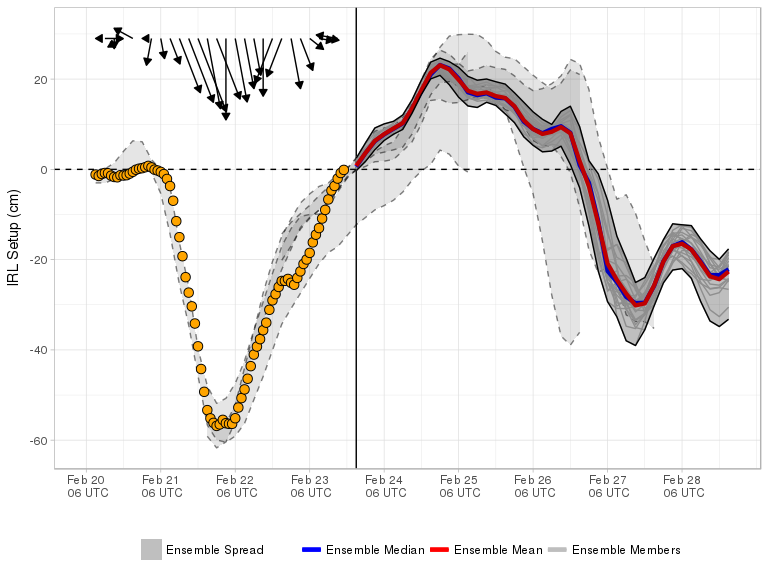 IRL Setup (cm)
20
0
-20
-40
-60
Feb 20 06 UTC
Feb 21 06 UTC
Feb 22 06 UTC
Feb 23 06 UTC
Feb 24 06 UTC
Feb 25 06 UTC
Feb 26 06 UTC
Feb 27 06 UTC
Feb 28 06 UTC
Ensemble Spread
Ensemble Median
Ensemble Mean
Ensemble Members